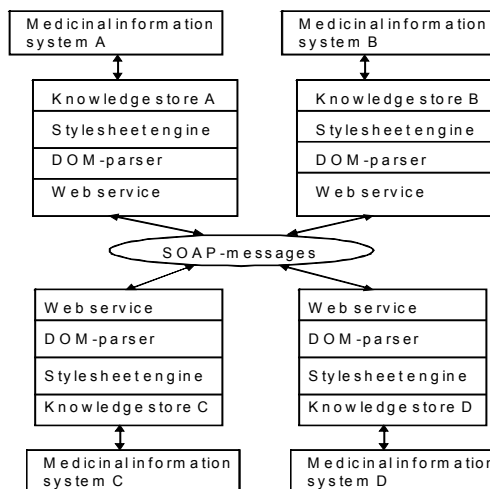 Medicinal information
system A
Medicinal information
system B
Knowledge store A
Stylesheet engine
DOM-parser
Web service
Knowledge store B
Stylesheet engine
DOM-parser
Web service
SOAP-messages
Web service
DOM-parser
Stylesheet engine
Knowledge store C
Web service
DOM-parser
Stylesheet engine
Knowledge store D
Medicinal information
system C
Medicinal information
system D